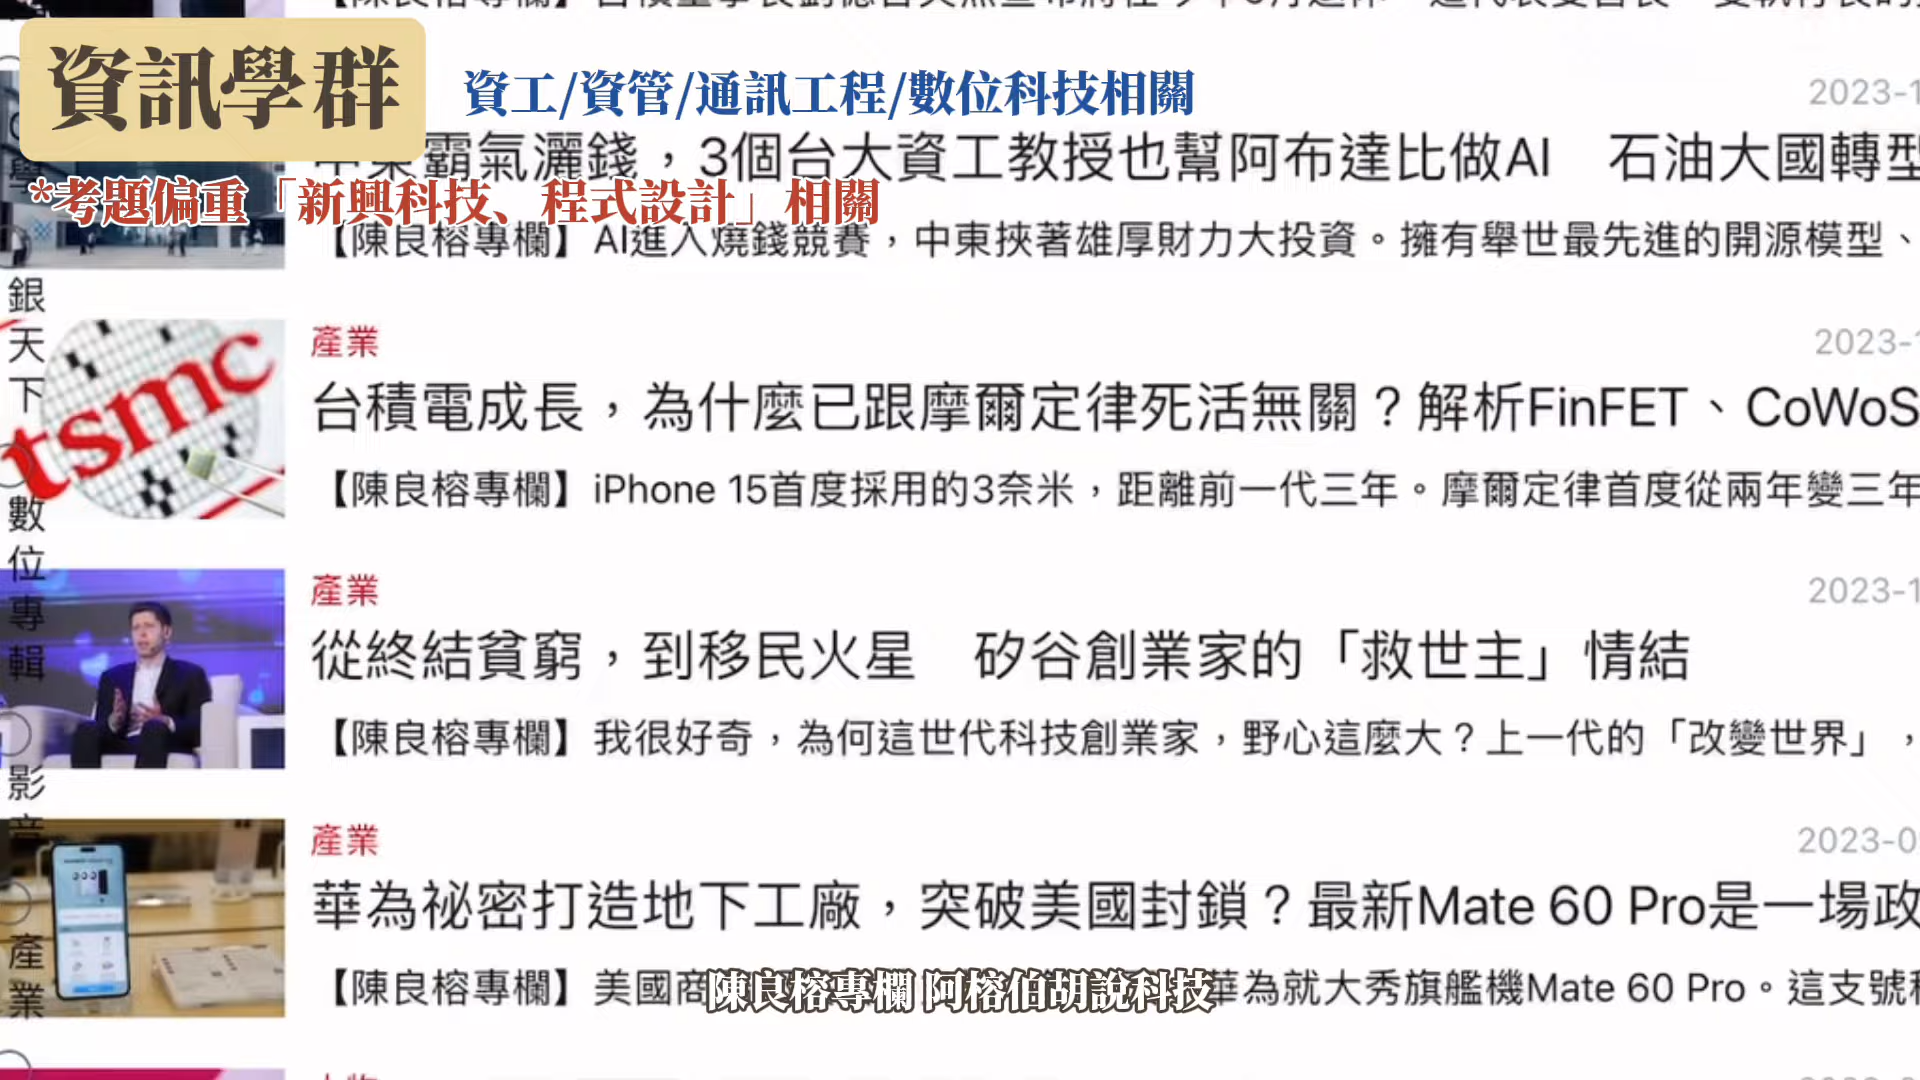 資訊學群
資工/資管/通訊工程/數位科技相關
2023-1
霸氣灑錢，3個台大資工教授也幫阿布達比做AI 石油大國轉型
*考題偏重「新興科技、程式設計」相關
【陳良榕專欄】AI進入燒錢競賽，中東挾著雄厚財力大投資。擁有舉世最先進的開源模型、
銀天下
tsmc
產業
2023-1
台積電成長，為什麼已跟摩爾定律死活無關？解析FinFET、CoWoS
【陳良榕專欄】iPhone 15首度採用的3奈米，距離前一代三年。摩爾定律首度從兩年變三年
數位專輯
產業
2023-1
從終結貧窮，到移民火星 矽谷創業家的「救世主」情結
【陳良榕專欄】我很好奇，為何這世代科技創業家，野心這麼大？上一代的「改變世界」，
影音
產業
2023-0
華為祕密打造地下工廠，突破美國封鎖？最新Mate 60 Pro是一場政
【陳良榕專欄】美國商
華為就大秀旗艦機Mate 60 Pro。這支號稱
陳良榕專欄 阿榕伯胡說科技
產業